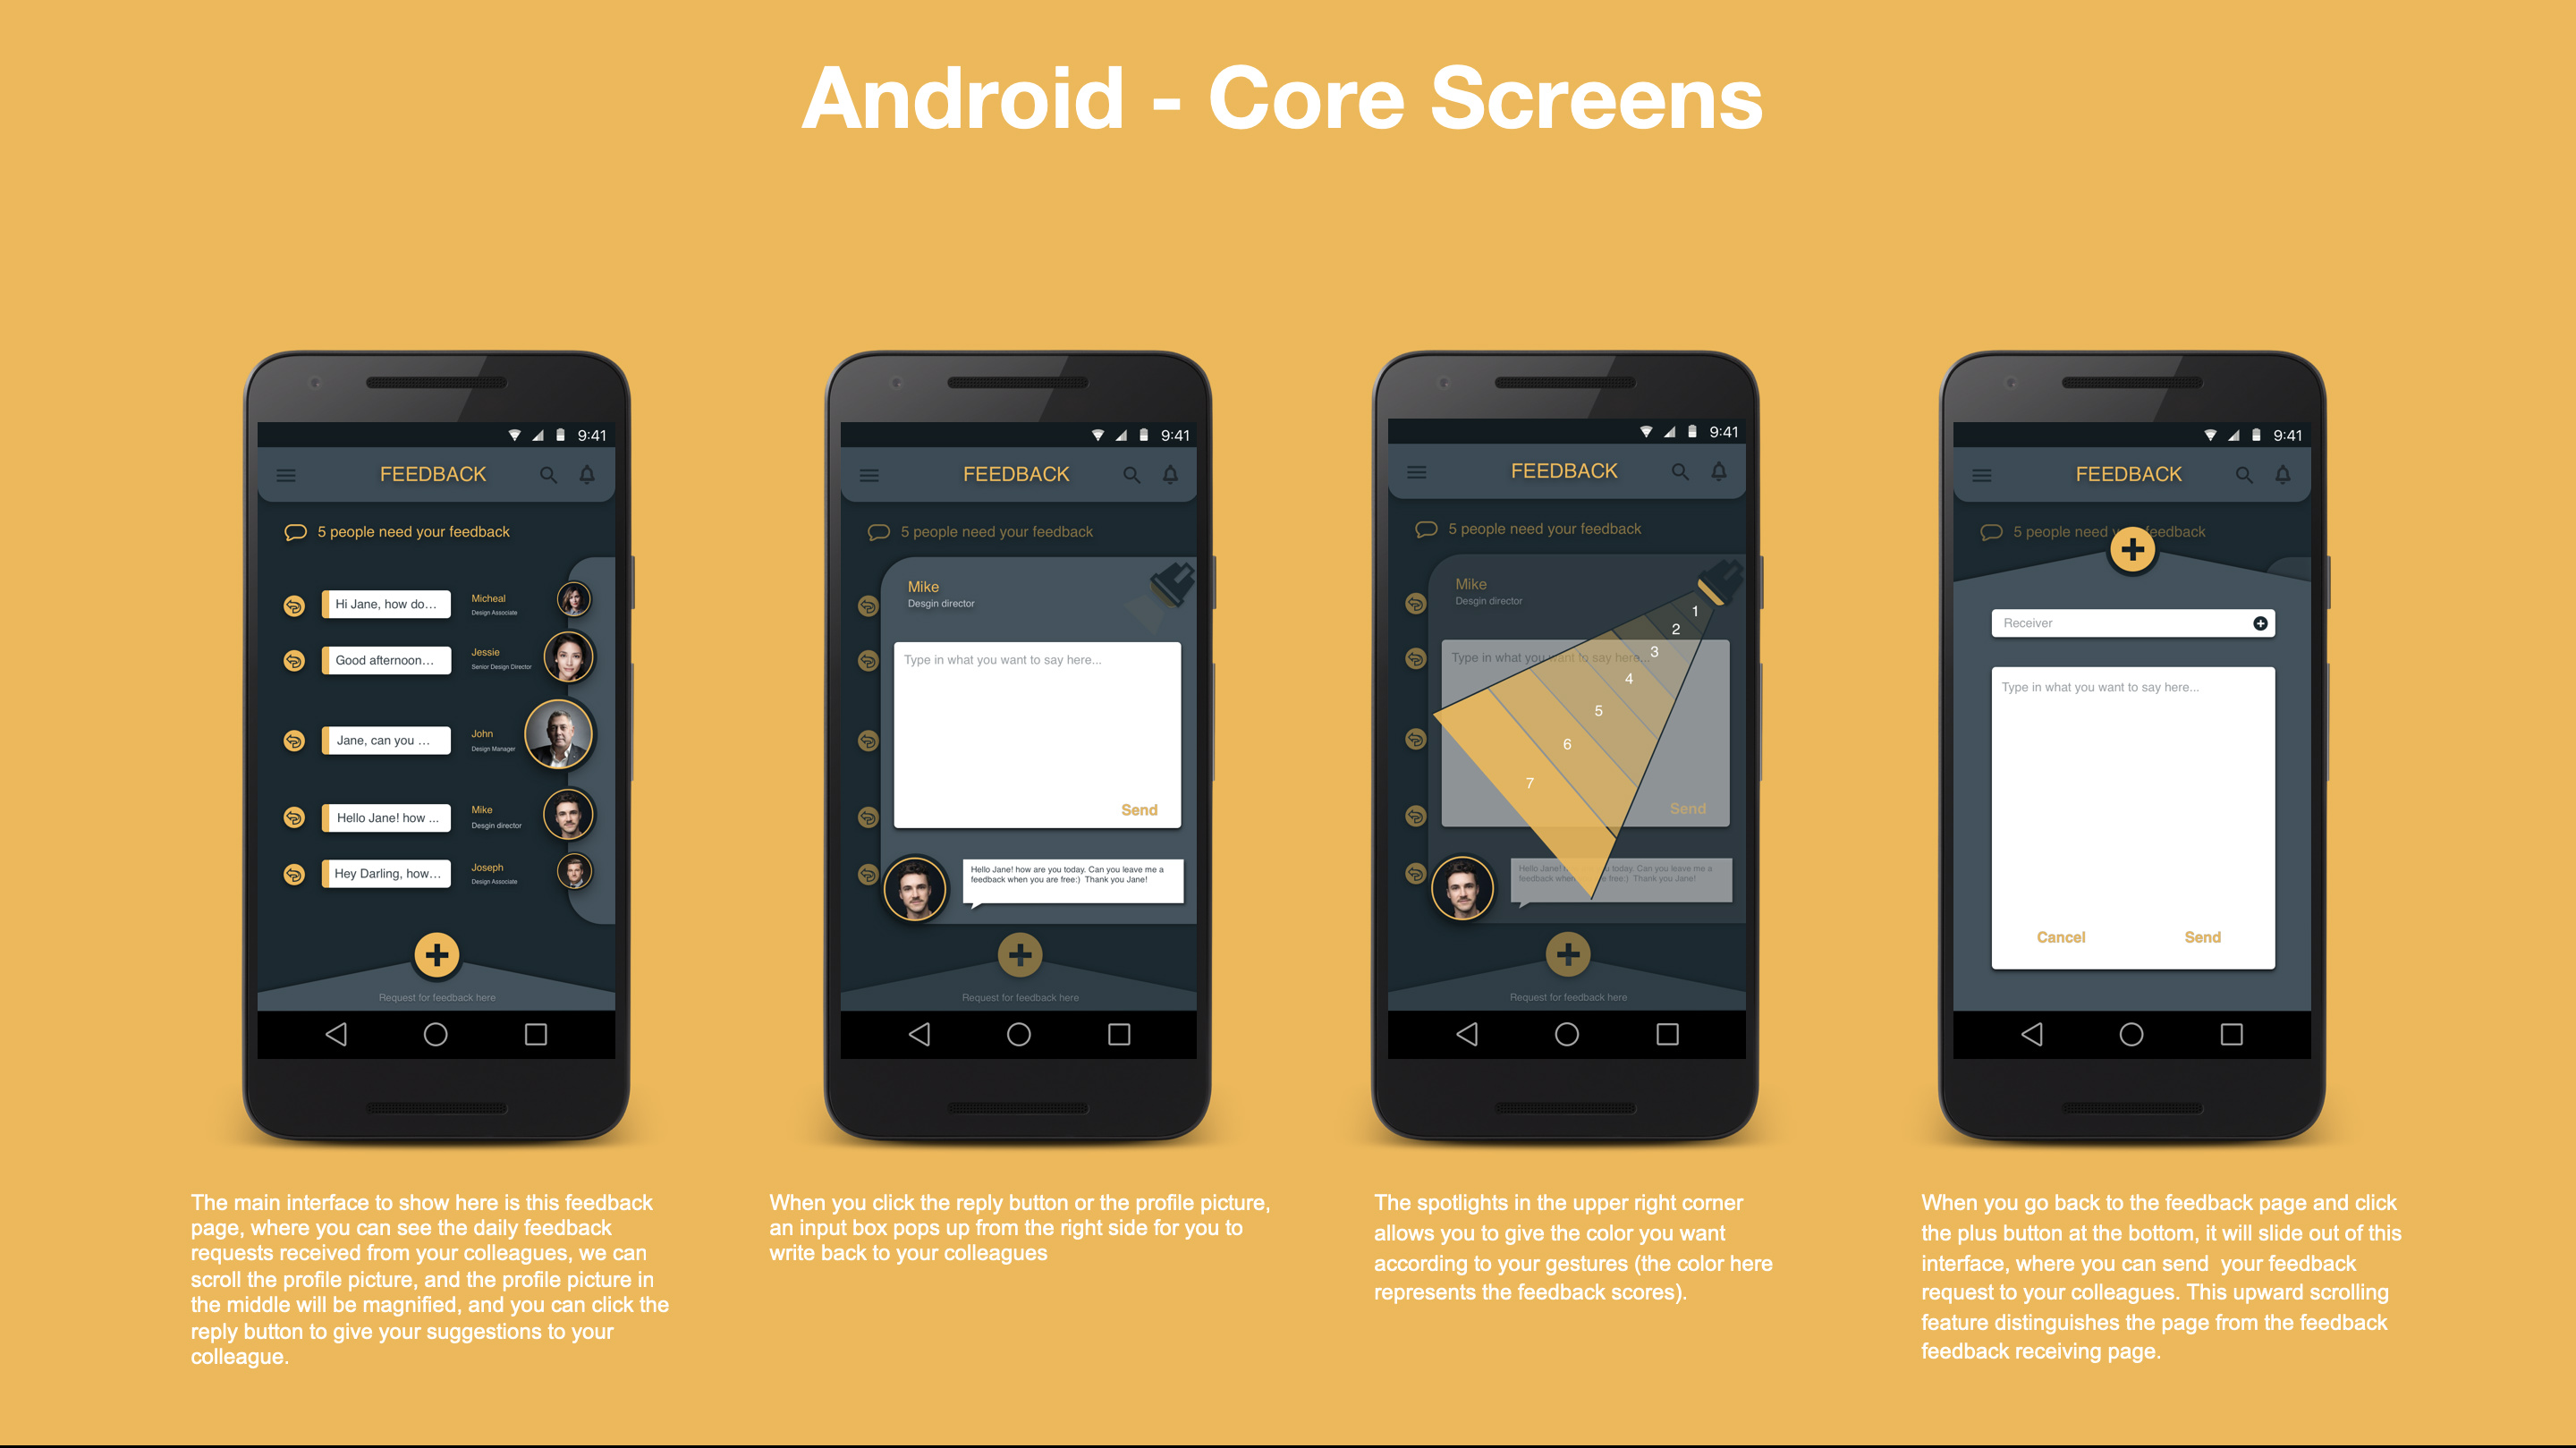 Android - Core Screens
9:41
FEEDBACK
5 people need your feedback
Hi Jane, how do...
Micheal
Design Associate
Good afternoon...
Jessie
Senior Design Director
Jane, can you ...
John
Design Manager
Hello Jane! how ...
Mike
Desgin director
Hey Darling, how...
Joseph
Design Associate
Request for feedback here
The main interface to show here is this feedback
page, where you can see the daily feedback
requests received from your colleagues, we can
scroll the profile picture, and the profile picture in
the middle will be magnified, and you can click the
reply button to give your suggestions to your
colleague.
9:41
FEEDBACK
5 people need your feedback
Mike
Desgin director
Type in what you want to say here...
Send
Hello Jane! how are you today. Can you leave me a
feedback when you are free:) Thank you Jane!
Request for feedback here
When you click the reply button or the profile picture,
an input box pops up from the right side for you to
write back to your colleagues
9:41
FEEDBACK
5 people need your feedback
Mike
Desgin director
1
2
Type in what you want to say here...
3
4
5
6
7
Send
Hello Jane! today. Can you leave me a
feedback free:) Thank you Jane!
Request for feedback here
The spotlights in the upper right corner
allows you to give the color you want
according to your gestures (the color here
represents the feedback scores).
9:41
FEEDBACK
5 people need feedback
Receiver
Type in what you want to say here...
Cancel Send
When you go back to the feedback page and click
the plus button at the bottom, it will slide out of this
interface, where you can send your feedback
request to your colleagues. This upward scrolling
feature distinguishes the page from the feedback
feedback receiving page.